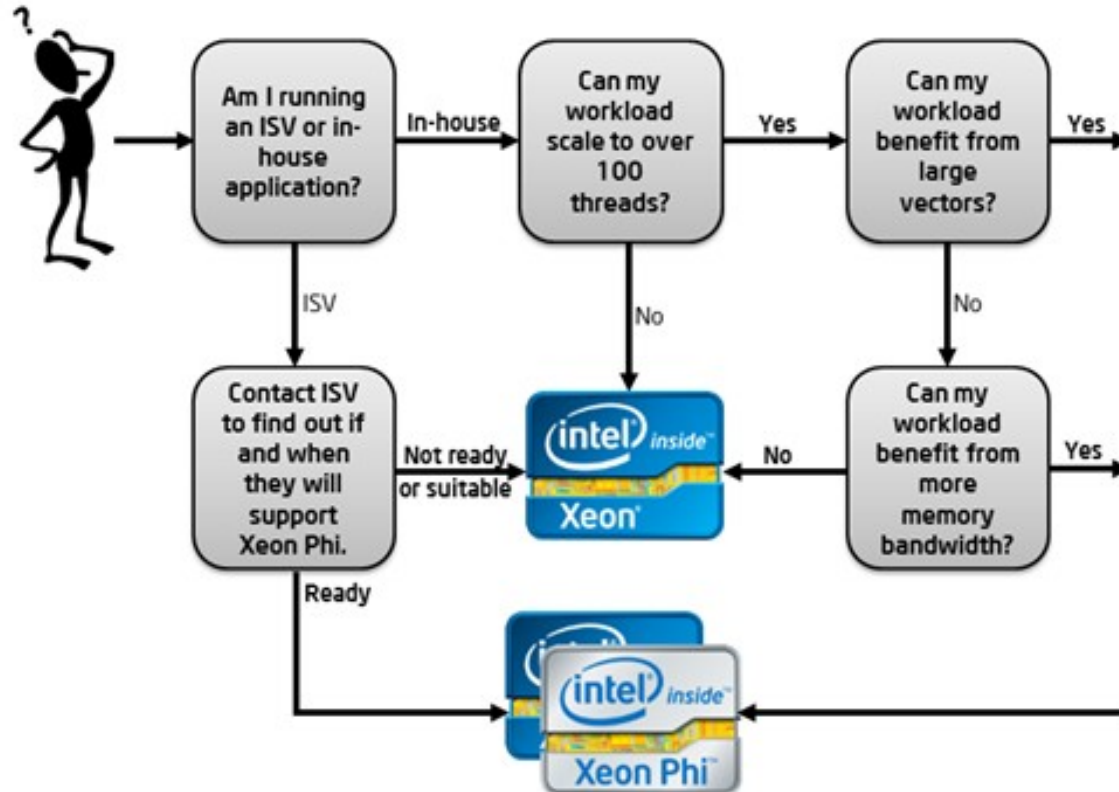 ?
Am I running
an ISV or in-
house
application?
In-house
Can my
workload
scale to over
100
threads?
Yes
Can my
workload
benefit from
large
vectors?
Yes
ISV
No
No
Contact ISV
to find out if
and when
they will
support
Xeon Phi.
Not ready
or suitable
intel® inside™
Xeon®
No
Can my
workload
benefit from
more
memory
bandwidth?
Yes
Ready
intel inside™
Xeon Phi™